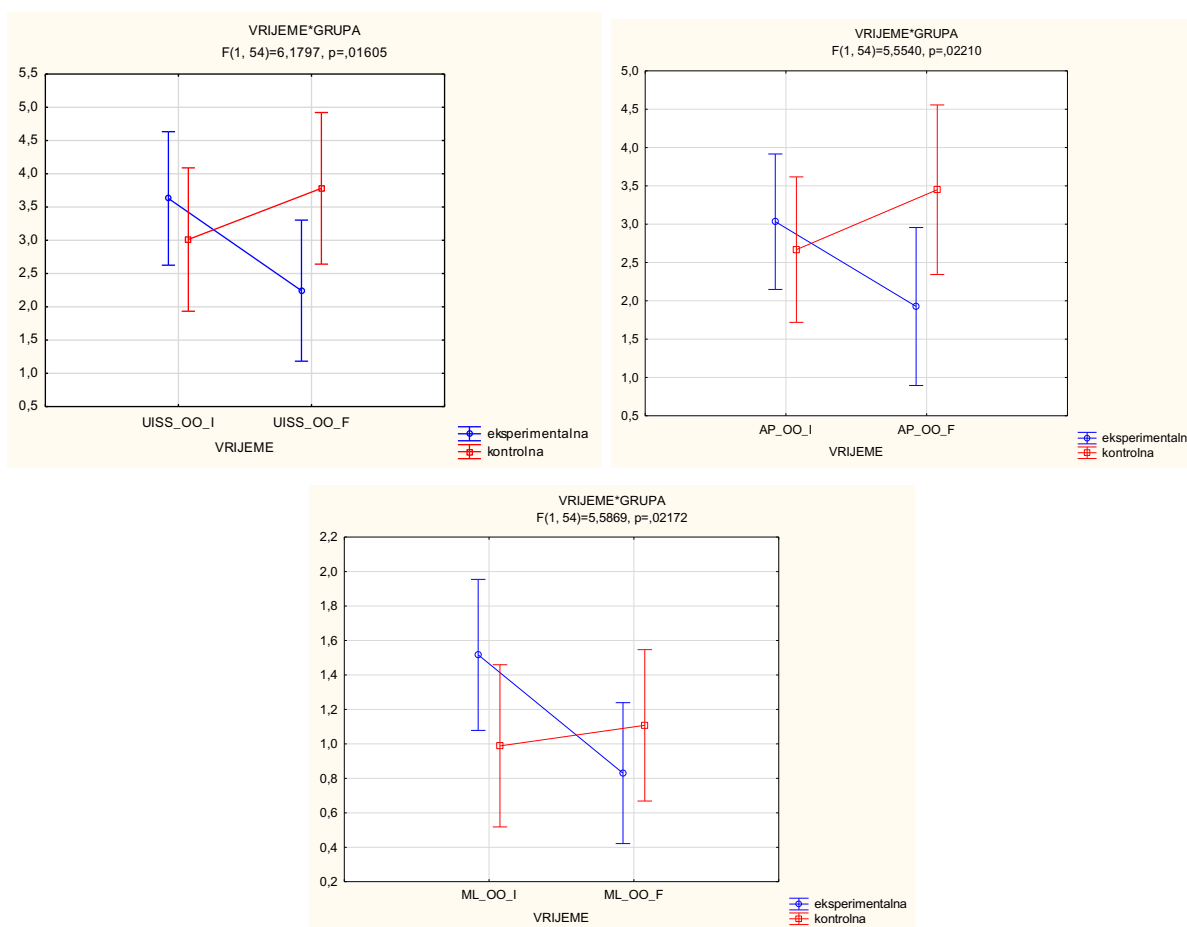 VRIJEME*GRUPA
F(1, 54)=6,1797, p=,01605
5,5
5,0
4,5
4,0
3,5
3,0
2,5
2,0
1,5
1,0
0,5
UISS_OO_I
UISS_OO_F
VRIJEME
eksperimentalna
kontrolna
VRIJEME*GRUPA
F(1, 54)=5,5540, p=,02210
5,0
4,5
4,0
3,5
3,0
2,5
2,0
1,5
1,0
0,5
AP_OO_I
AP_OO_F
VRIJEME
eksperimentaln
kontrolna
VRIJEME*GRUPA
F(1, 54)=5,5869, p=,02172
2,2
2,0
1,8
1,6
1,4
1,2
1,0
0,8
0,6
0,4
0,2
ML_OO_I
ML_OO_F
VRIJEME
eksperimentalna
kontrolna